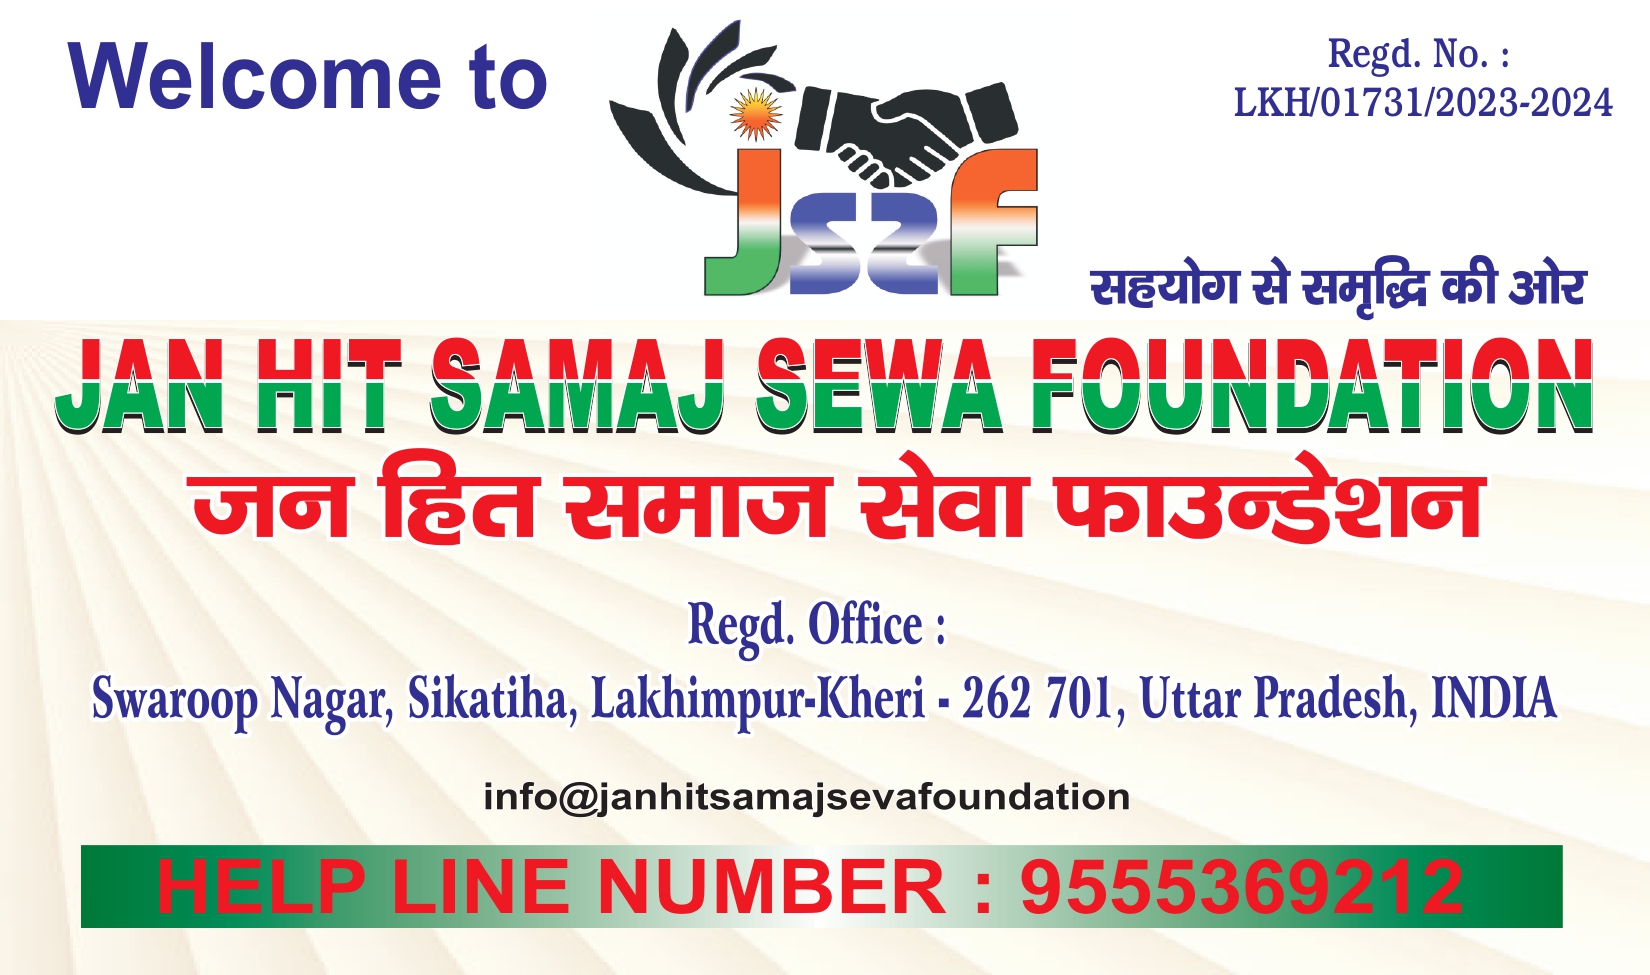 Welcome to
jssf
Regd. No. :
LKH/01731/2023-2024
सहयोग से समृद्धि की ओर
JAN HIT SAMAJ SEWA FOUNDATION
जन हित समाज सेवा फाउन्डेशन
Regd. Office :
Swaroop Nagar, Sikatiha, Lakhimpur-Kheri - 262 701, Uttar Pradesh, INDIA
info@janhitsamajsevafoundation
HELP LINE NUMBER : 9555369212